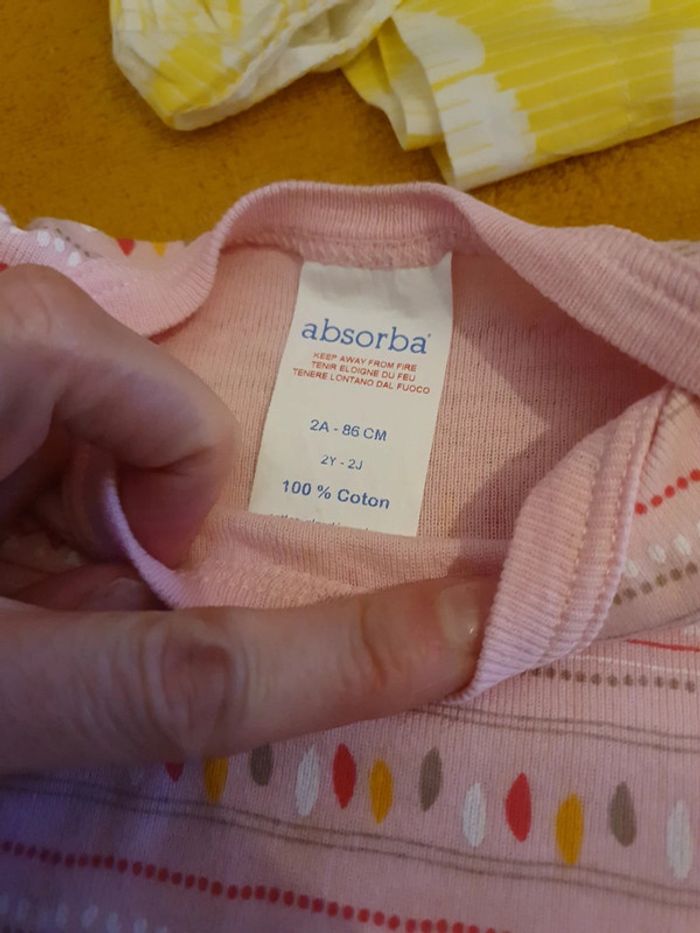 absorba
KEEP AWAY FROM FIRE
TENIR ELOIGNE DU FEU
TENERE LONTANO DAL FUOCO
2A - 86 CM
2Y - 2J
100 % Coton